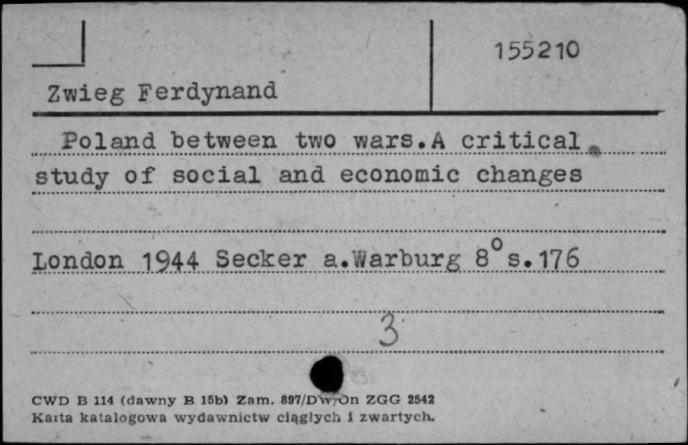 155210
Zwieg Ferdynand
Poland between two wars.A critical
study of social and economic changes
London 1944 Secker a.Warburg 8° s.176
3
CWD B 114 (dawny B 15b) Zam. 897/DW/On ZGG 2542
Karta katalogowa wydawnictw ciągłych i zwartych.